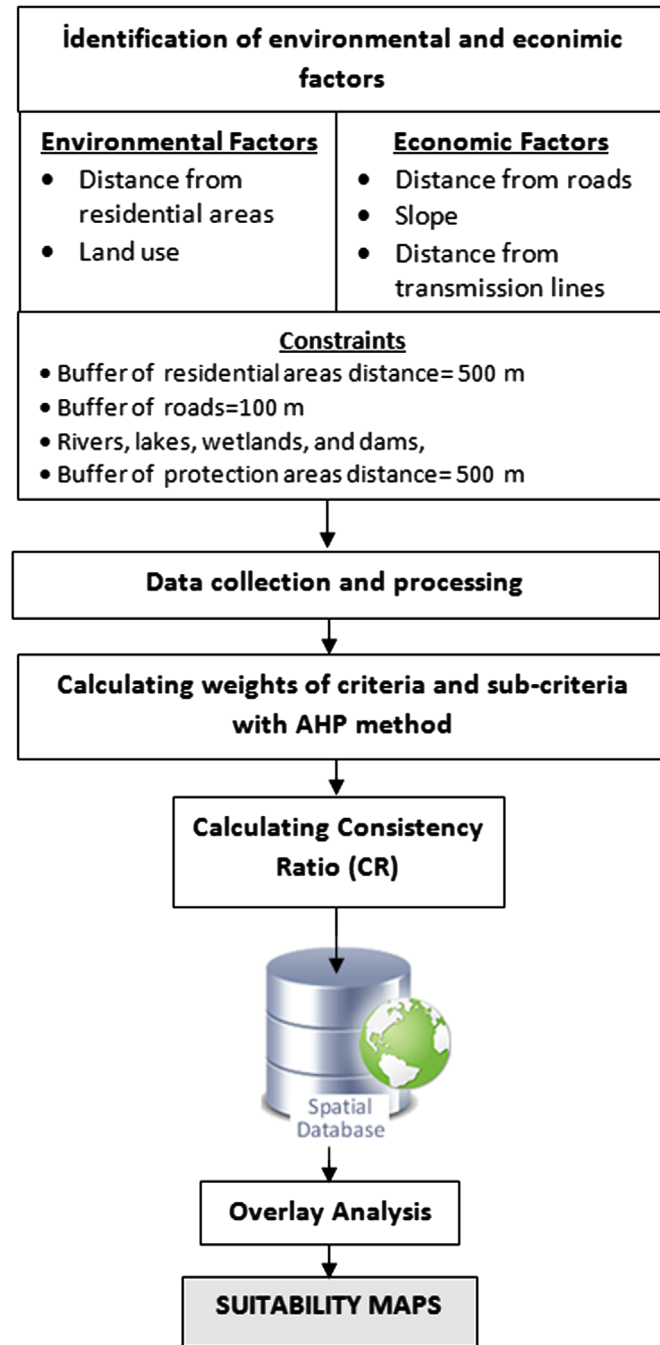 İdentification of environmental and econimic
factors
Environmental Factors
• Distance from
residential areas
• Land use
Economic Factors
• Distance from roads
• Slope
• Distance from
transmission lines
Constraints
• Buffer of residential areas distance= 500 m
• Buffer of roads=100 m
• Rivers, lakes, wetlands, and dams,
• Buffer of protection areas distance= 500 m
Data collection and processing
Calculating weights of criteria and sub-criteria
with AHP method
Calculating Consistency
Ratio (CR)
Spatial
Database
Overlay Analysis
SUITABILITY MAPS